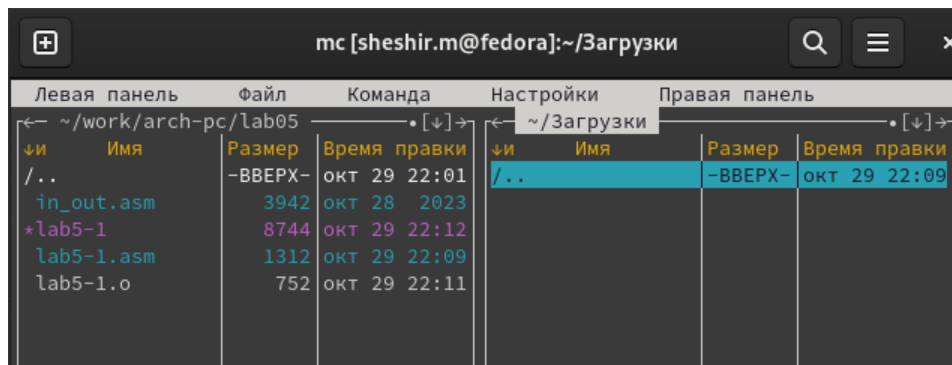 mc [sheshir.m@fedora]:~/Загрузки
Левая панель Файл Команда Настройки Правая панель
~/work/arch-pc/lab05 [↓] ~/Загрузки [↓]
↓и Имя Размер Время правки ↓и Имя Размер Время правки
/.. -ВВЕРХ- окт 29 22:01 /.. -ВВЕРХ- окт 29 22:09
in_out.asm 3942 окт 28 2023
*lab5-1 8744 окт 29 22:12
lab5-1.asm 1312 окт 29 22:09
lab5-1.o 752 окт 29 22:11